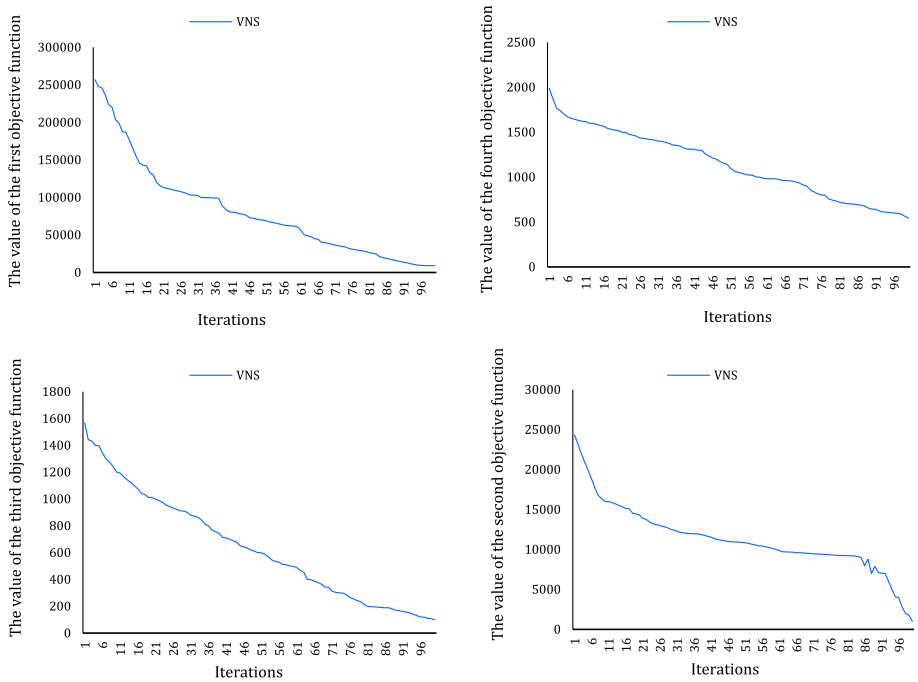 VNS
The value of the first objective function
300000
250000
200000
150000
100000
50000
0
1 6 11 16 21 26 31 36 41 46 51 56 61 66 71 76 81 86 91 96
Iterations
VNS
The value of the fourth objective function
2500
2000
1500
1000
500
0
1 6 11 16 21 26 31 36 41 46 51 56 61 66 71 76 81 86 91 96
Iterations
VNS
The value of the third objective function
1800
1600
1400
1200
1000
800
600
400
200
0
1 6 11 16 21 26 31 36 41 46 51 56 61 66 71 76 81 86 91 96
Iterations
VNS
The value of the second objective function
30000
25000
20000
15000
10000
5000
0
1 6 11 16 21 26 31 36 41 46 51 56 61 66 71 76 81 86 91 96
Iterations